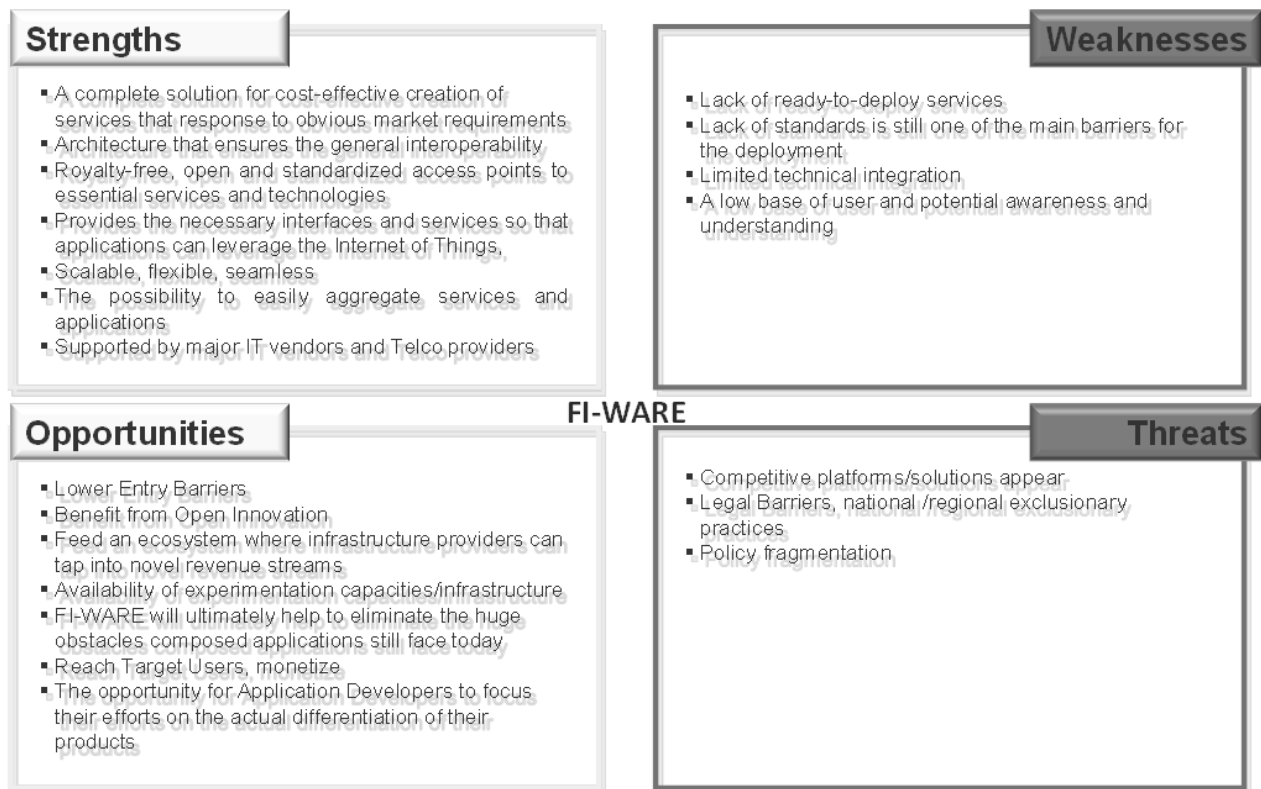 Strengths
▪ A complete solution for cost-effective creation of
services that response to obvious market requirements
▪ Architecture that ensures the general interoperability
▪ Royalty-free, open and standardized access points to
essential services and technologies
▪ Provides the necessary interfaces and services so that
applications can leverage the Internet of Things,
▪ Scalable, flexible, seamless
▪ The possibility to easily aggregate services and
applications
▪ Supported by major IT vendors and Telco providers
Weaknesses
▪ Lack of ready-to-deploy services
▪ Lack of standards is still one of the main barriers for
the deployment
▪ Limited technical integration
▪ A low base of user and potential awareness and
understanding
FI-WARE
Opportunities
▪ Lower Entry Barriers
▪ Benefit from Open Innovation
▪ Feed an ecosystem where infrastructure providers can
tap into novel revenue streams
▪ Availability of experimentation capacities/infrastructure
▪ FI-WARE will ultimately help to eliminate the huge
obstacles composed applications still face today
▪ Reach Target Users, monetize
▪ The opportunity for Application Developers to focus
their efforts on the actual differentiation of their
products
Threats
▪ Competitive platforms/solutions appear
▪ Legal Barriers, national /regional exclusionary
practices
▪ Policy fragmentation